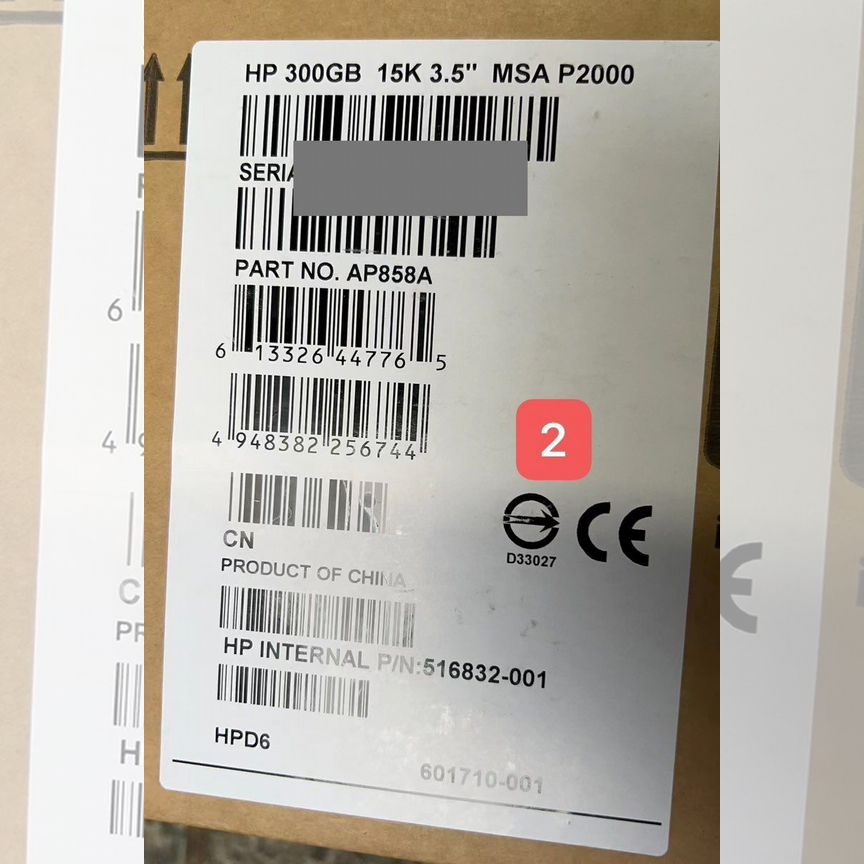 HP 300GB 15K 3.5" MSA P2000
SERIA
PART NO. AP858A
6 13326 44776 5
4 948382 256744
2
CE
D33027
CN
PRODUCT OF CHINA
HP INTERNAL P/N:516832-001
HPD6
601710-001